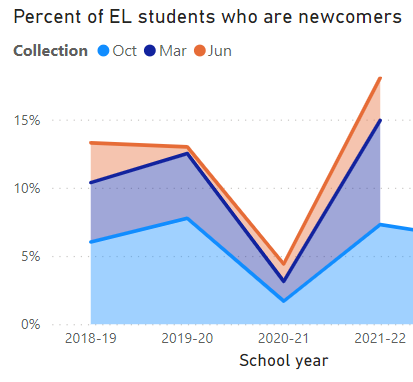 Percent of EL students who are newcomers
Collection Oct Mar Jun
15%
10%
5%
0%
2018-19 2019-20 2020-21 2021-22
School year